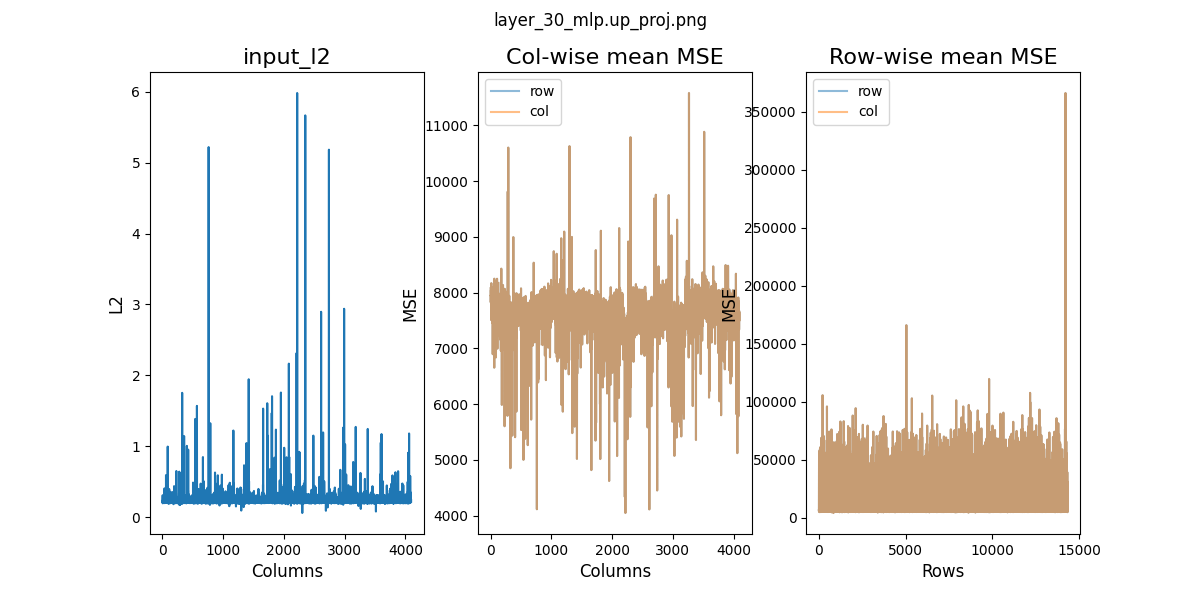 layer_30_mlp.up_proj.png
input_l2
L2
6
5
4
3
2
1
0
0 1000 2000 3000 4000
Columns
Col-wise mean MSE
row
col
MSE
11000
10000
9000
8000
7000
6000
5000
4000
0 1000 2000 3000 4000
Columns
Row-wise mean MSE
row
col
MSE
350000
300000
250000
200000
150000
100000
50000
0
0 5000 10000 15000
Rows